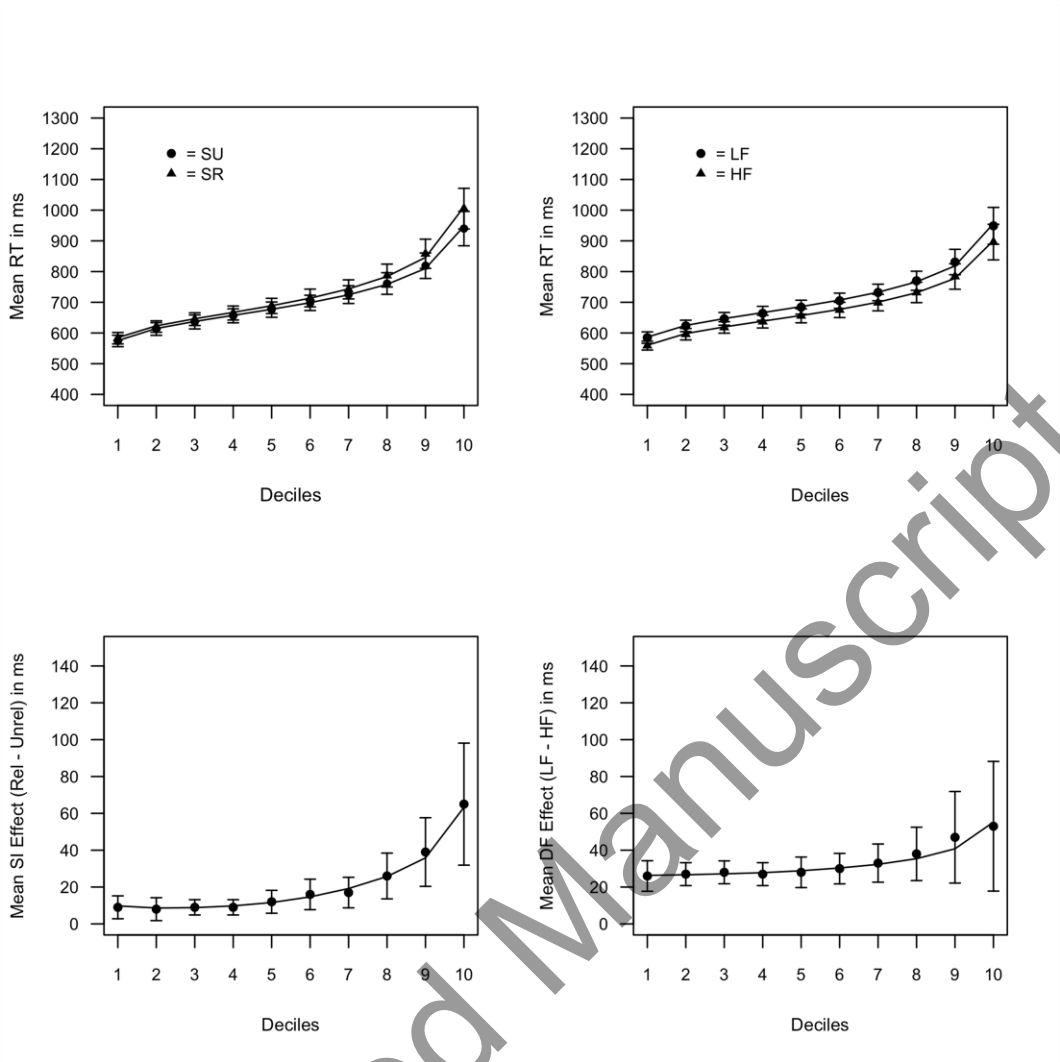 1300
1200
1100
1000
900
800
700
600
500
400
Mean RT in ms
= SU
= SR
1 2 3 4 5 6 7 8 9 10
Deciles
1300
1200
1100
1000
900
800
700
600
500
400
Mean RT in ms
= LF
= HF
1 2 3 4 5 6 7 8 9 10
Deciles
140
120
100
80
60
40
20
0
Mean SI Effect (Rel - Unrel) in ms
1 2 3 4 5 6 7 8 9 10
Deciles
140
120
100
80
60
40
20
0
Mean DF Effect (LF - HF) in ms
1 2 3 4 5 6 7 8 9 10
Deciles
ed Manuscript